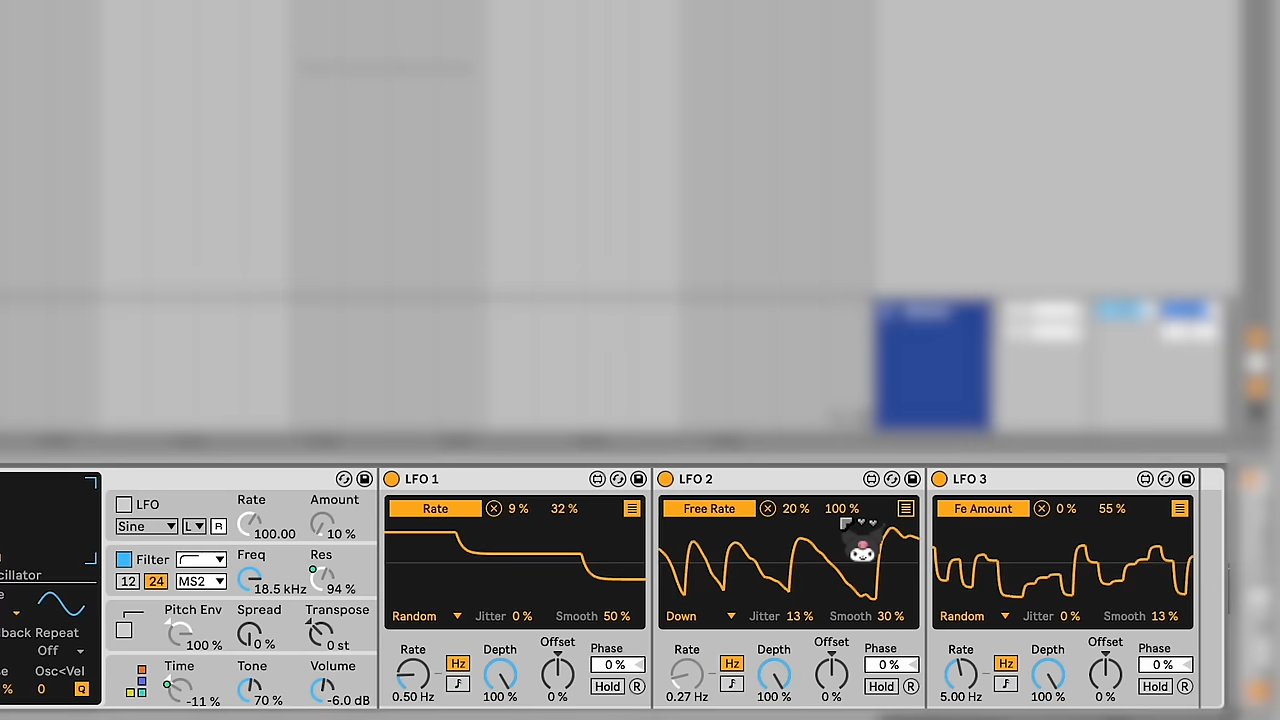 LFO
Rate
Amount
Sine
L
R
100.00
10 %
Filter
Freq
Res
12
24
MS2
18.5 kHz
94 %
Pitch Env
Spread
Transpose
100 %
0 %
0 st
Time
Tone
Volume
-11 %
70 %
-6.0 dB
cillator
lback
Repeat
Off
Osc<Vel
%
0
Q
LFO 1
Rate
9 %
32 %
Random
Jitter 0 %
Smooth 50 %
Rate
Hz
Depth
Offset
Phase
0 %
Hold
R
0.50 Hz
100 %
0 %
LFO 2
Free Rate
20 %
100 %
Down
Jitter 13 %
Smooth 30 %
Rate
Hz
Depth
Offset
Phase
0 %
Hold
R
0.27 Hz
100 %
0 %
LFO 3
Fe Amount
0 %
55 %
Random
Jitter 0 %
Smooth 13 %
Rate
Hz
Depth
Offset
Phase
0 %
Hold
R
5.00 Hz
100 %
0 %